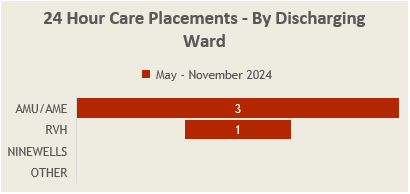 24 Hour Care Placements - By Discharging
Ward
May - November 2024
AMU/AME
3
RVH
1
NINEWELLS
OTHER